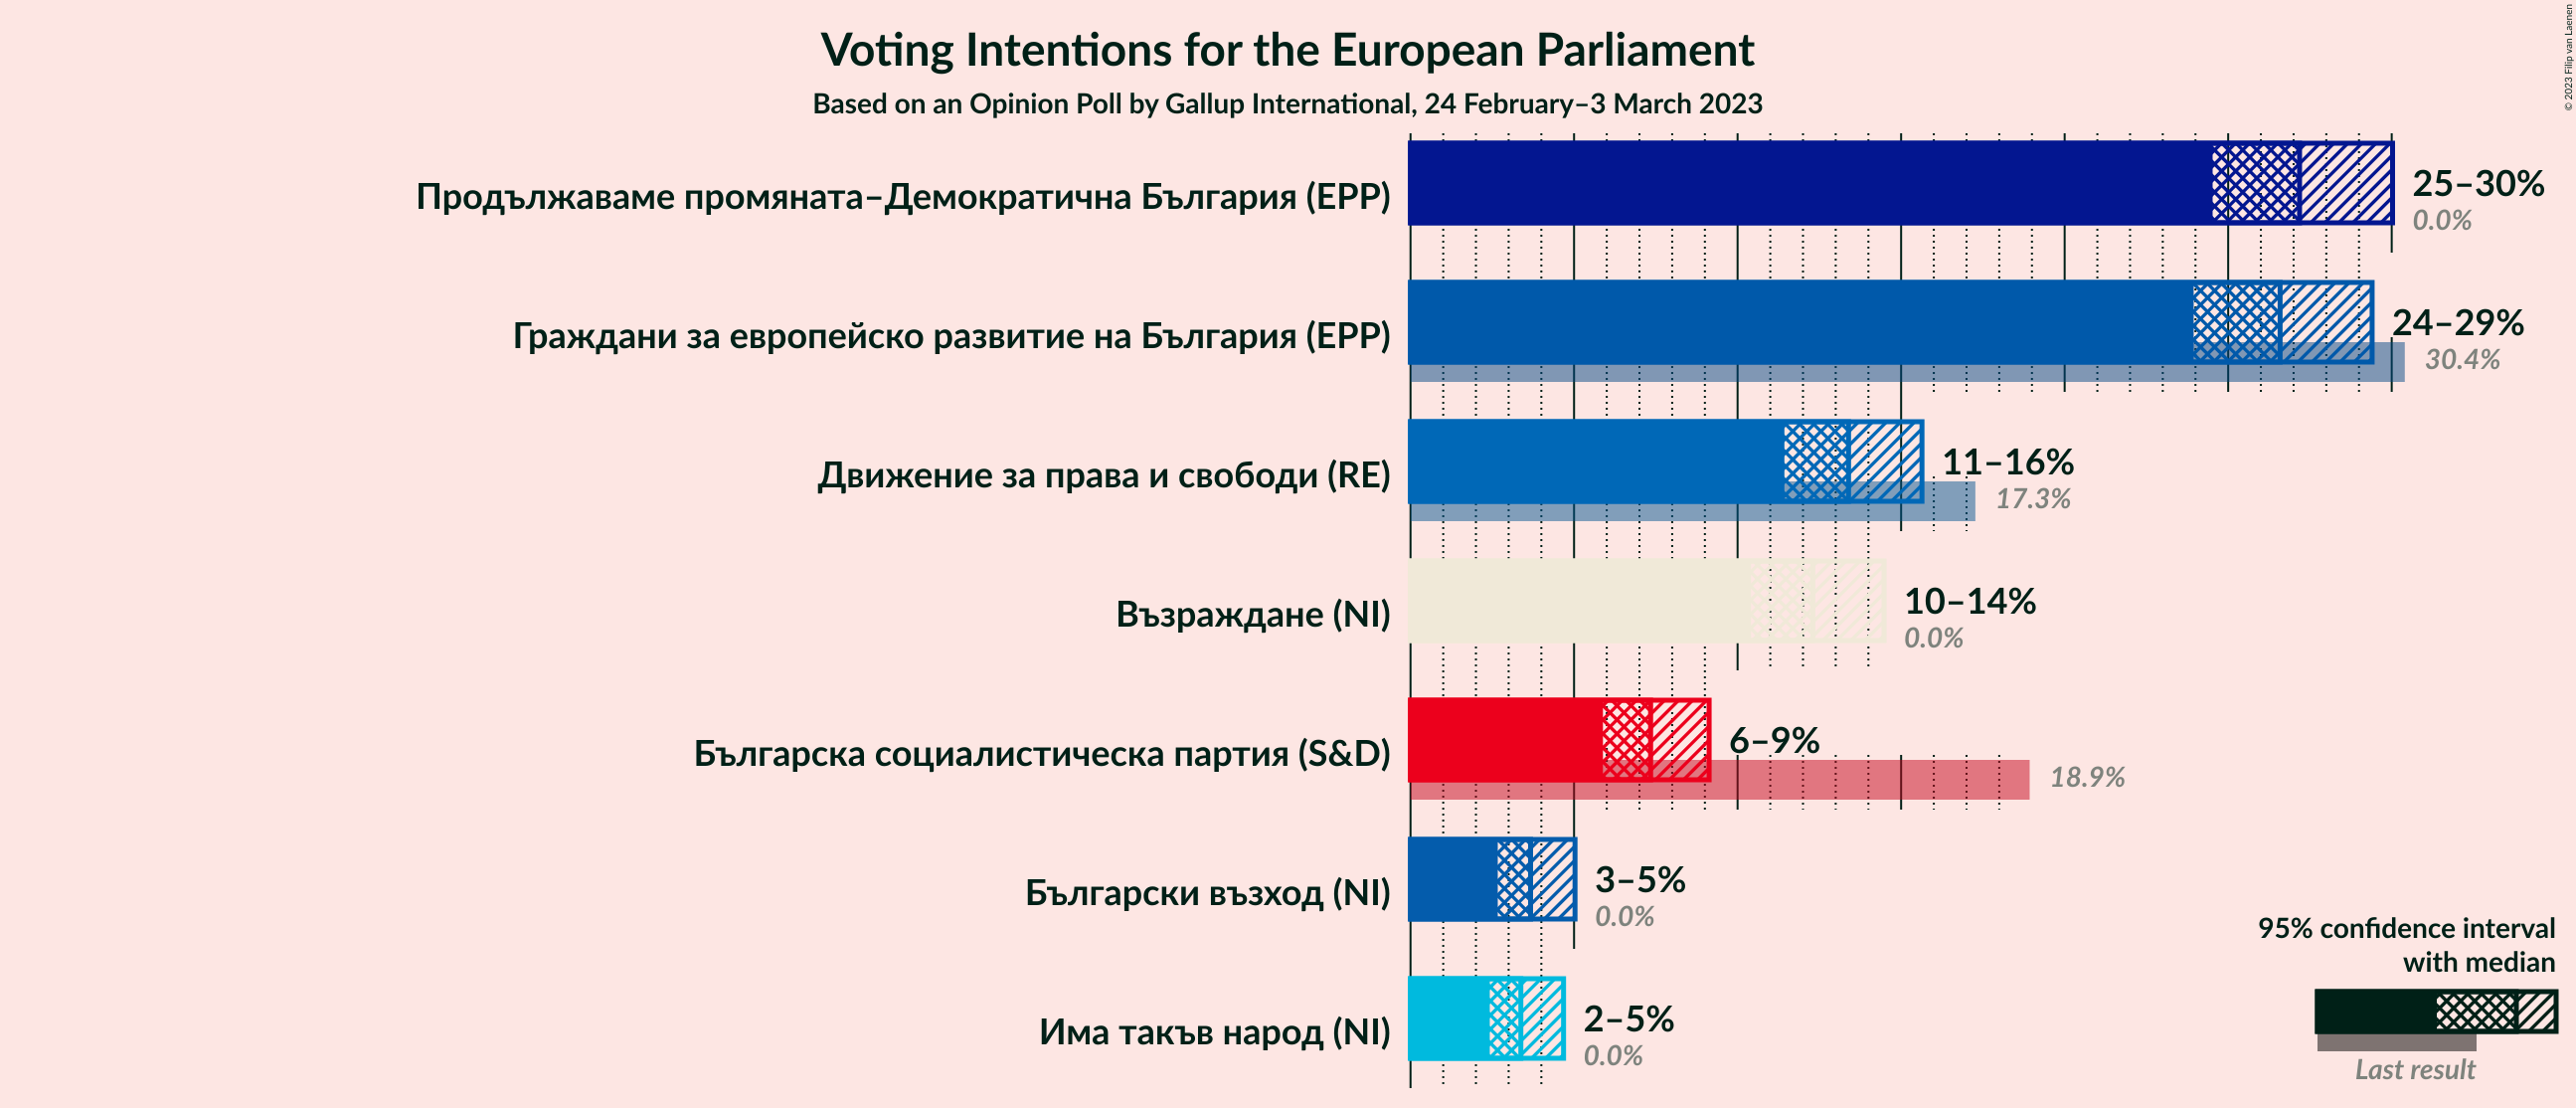 Voting Intentions for the European Parliament
Based on an Opinion Poll by Gallup International, 24 February–3 March 2023
© 2023 Filip van Laenen
Продължаваме промяната–Демократична България (EPP)
25–30%
0.0%
Граждани за европейско развитие на България (EPP)
24–29%
30.4%
Движение за права и свободи (RE)
11–16%
17.3%
Възраждане (NI)
10–14%
0.0%
Българска социалистическа партия (S&D)
6–9%
18.9%
Български възход (NI)
3–5%
0.0%
Има такъв народ (NI)
2–5%
0.0%
95% confidence interval
with median
Last result